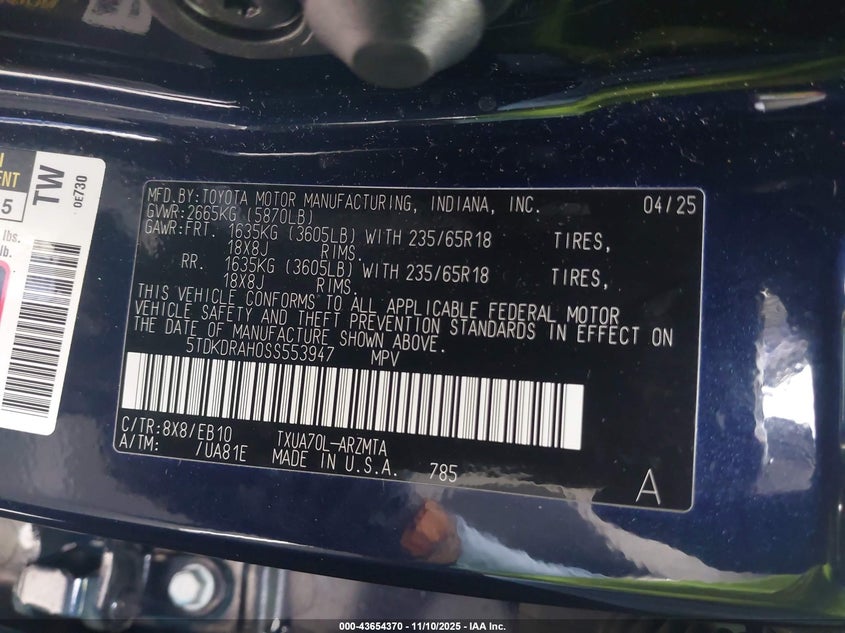 MFD.BY:TOYOTA MOTOR MANUFACTURING, INDIANA, INC. 04/25
GVWR:2665KG (5870LB)
GAWR:FRT. 1635KG (3605LB) WITH 235/65R18 TIRES,
18X8J RIMS.
RR. 1635KG (3605LB) WITH 235/65R18 TIRES,
18X8J RIMS.
THIS VEHICLE CONFORMS TO ALL APPLICABLE FEDERAL MOTOR
VEHICLE SAFETY AND THEFT PREVENTION STANDARDS IN EFFECT ON
THE DATE OF MANUFACTURE SHOWN ABOVE.
5TDKDRAH0SS553947 MPV
C/TR:8X8/EB10 TXUA70L-ARZMTA
A/TM: /UA81E MADE IN U.S.A. 785
A
TW
0E730
5
lbs.
lb.
000-43654370 - 11/10/2025 - IAA Inc.